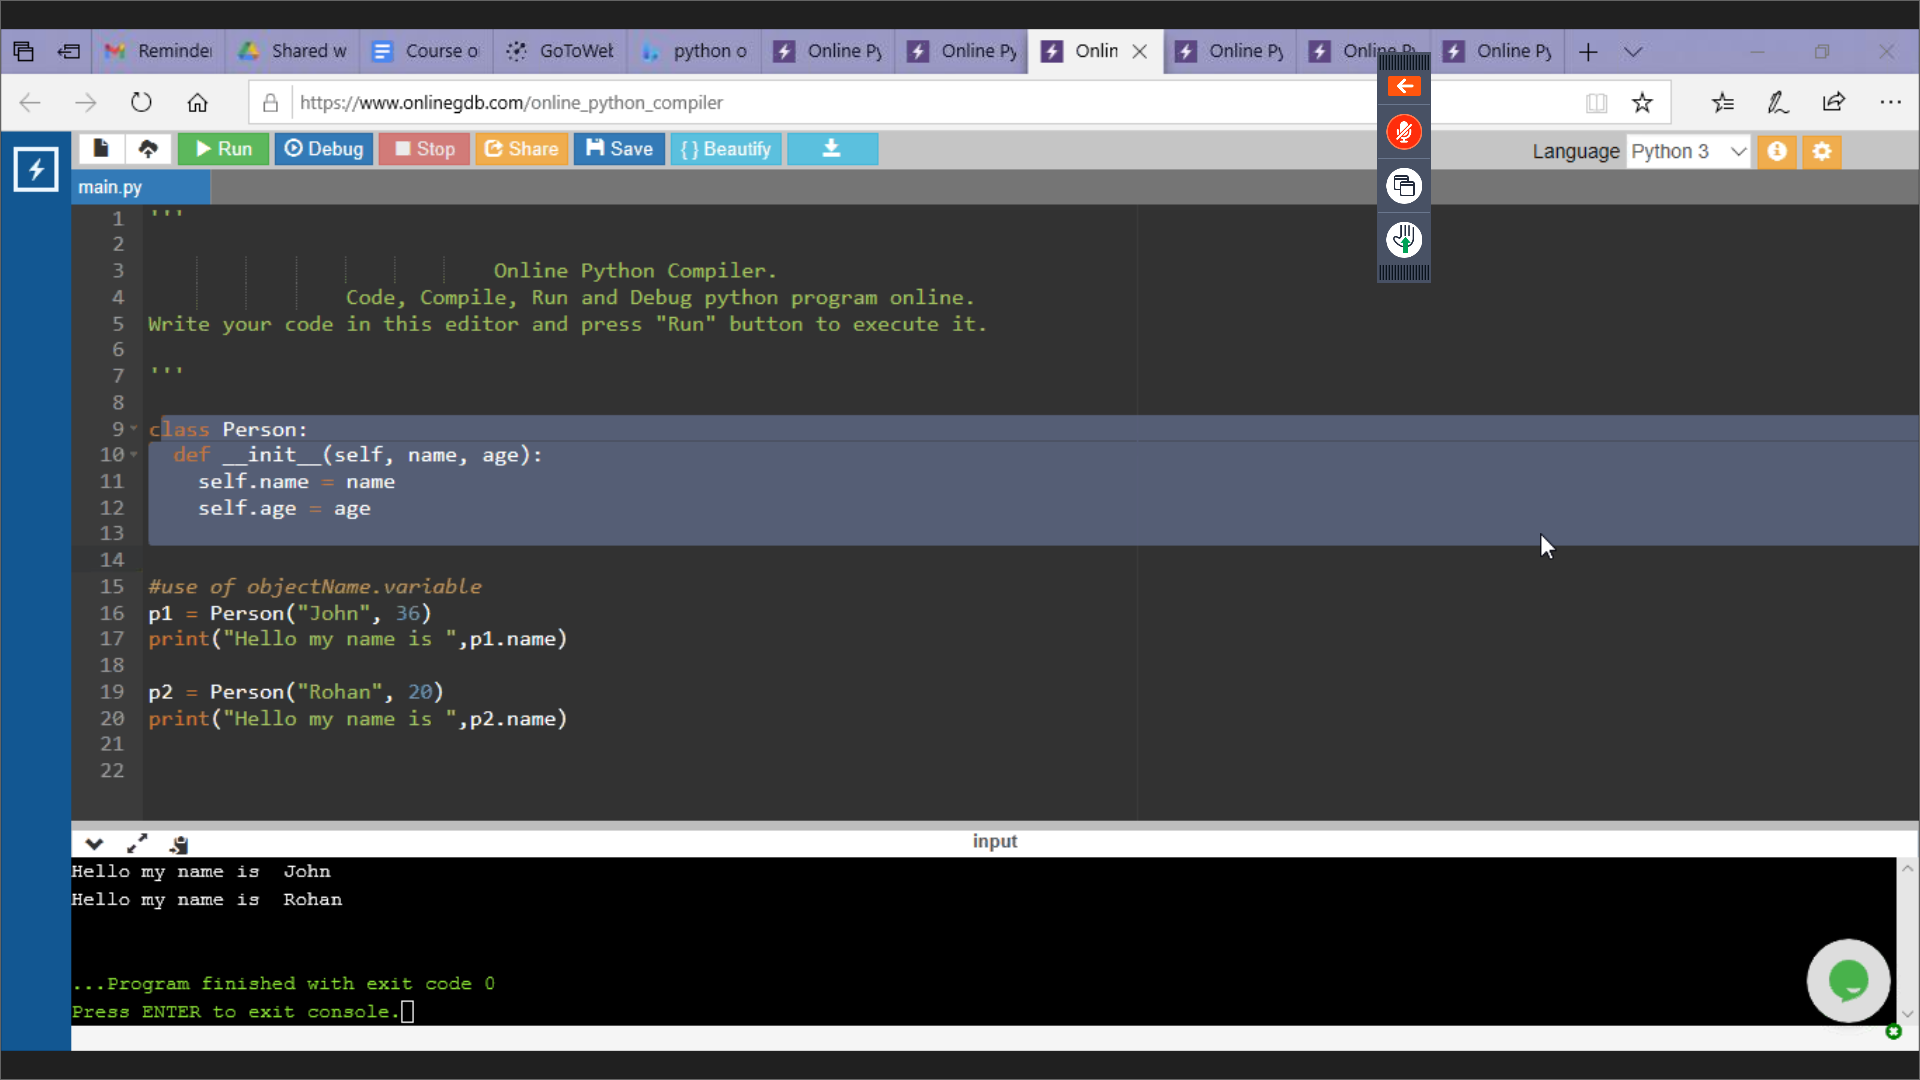 Reminder Shared w Course o GoToWeb python o Online Py Online Py Onlin Online Py Online Py Online Py
https://www.onlinegdb.com/online_python_compiler
Run Debug Stop Share Save { } Beautify Language Python 3
main.py
1 '''
2
3 Online Python Compiler.
4 Code, Compile, Run and Debug python program online.
5 Write your code in this editor and press "Run" button to execute it.
6
7 '''
8
9 class Person:
10 def __init__(self, name, age):
11 self.name = name
12 self.age = age
13
14
15 #use of objectName.variable
16 p1 = Person("John", 36)
17 print("Hello my name is ",p1.name)
18
19 p2 = Person("Rohan", 20)
20 print("Hello my name is ",p2.name)
21
22
input
Hello my name is  John
Hello my name is  Rohan
...Program finished with exit code 0
Press ENTER to exit console.